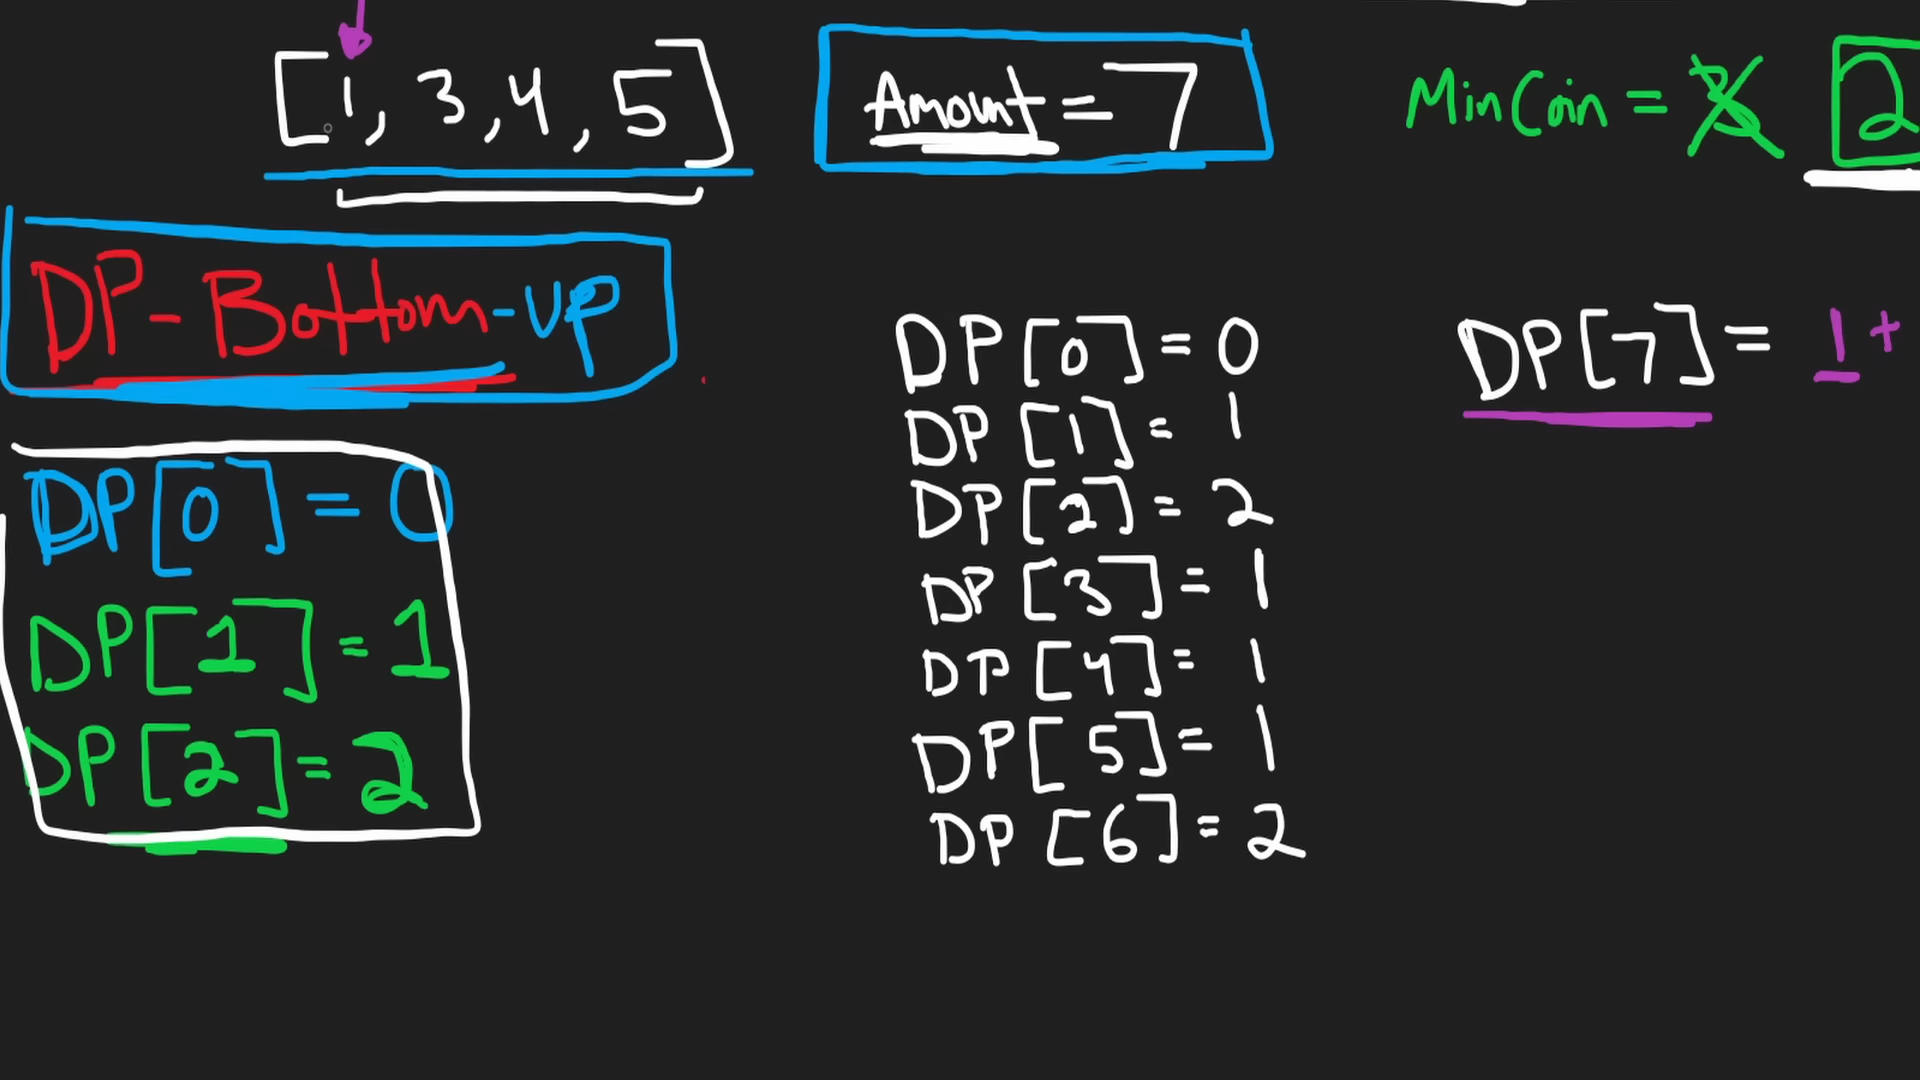 [1, 3, 4, 5]
Amount = 7
MinCoin = 2
DP-Bottom-UP
DP[0] = 0
DP[1] = 1
DP[2] = 2
DP[0] = 0
DP[1] = 1
DP[2] = 2
DP[3] = 1
DP[4] = 1
DP[5] = 1
DP[6] = 2
DP[7] = 1 +